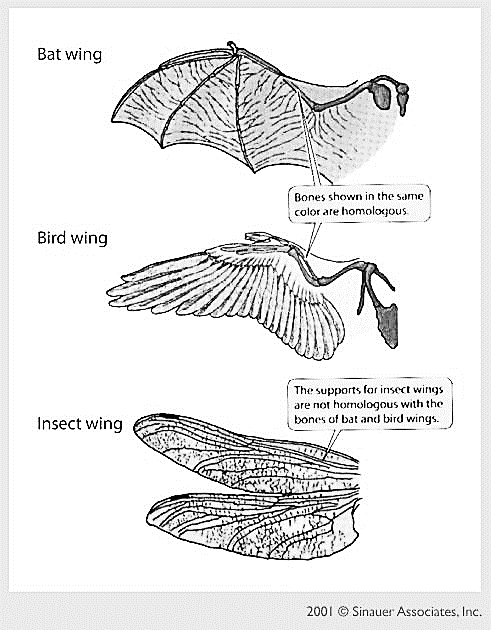 Bat wing
Bones shown in the same
color are homologous.
Bird wing
The supports for insect wings
are not homologous with the
bones of bat and bird wings.
Insect wing
2001 © Sinauer Associates, Inc.